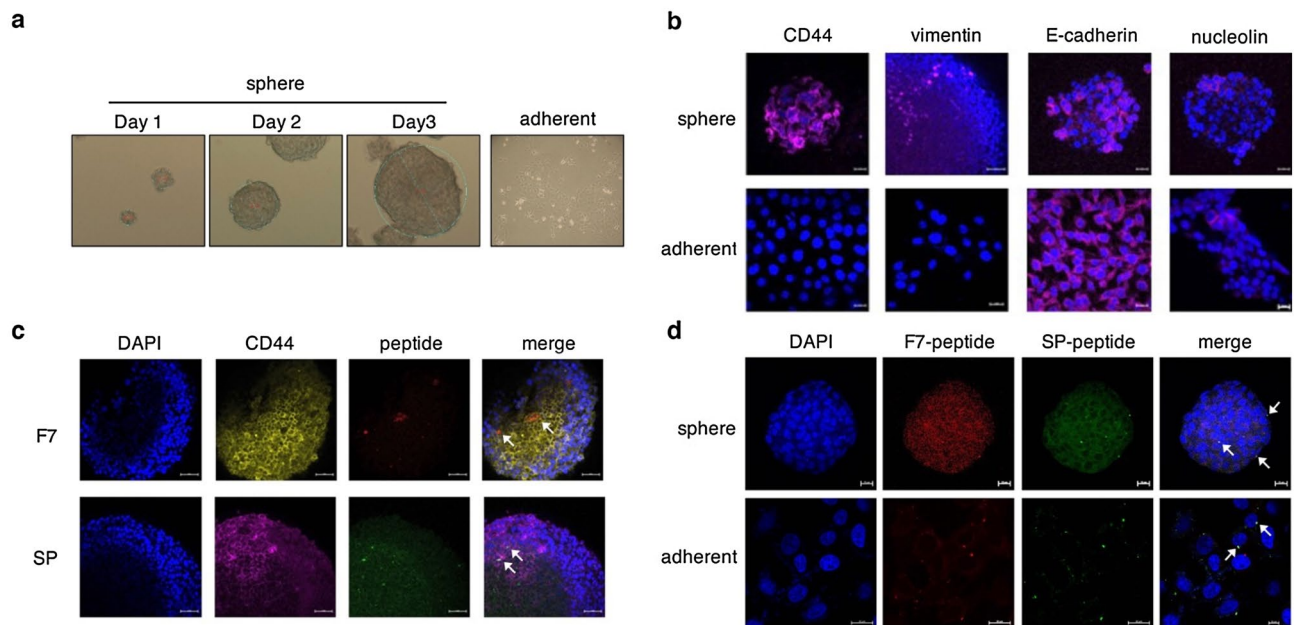 a
sphere
Day 1 Day 2 Day3 adherent
b
CD44 vimentin E-cadherin nucleolin
sphere
adherent
c
DAPI CD44 peptide merge
F7
SP
d
DAPI F7-peptide SP-peptide merge
sphere
adherent